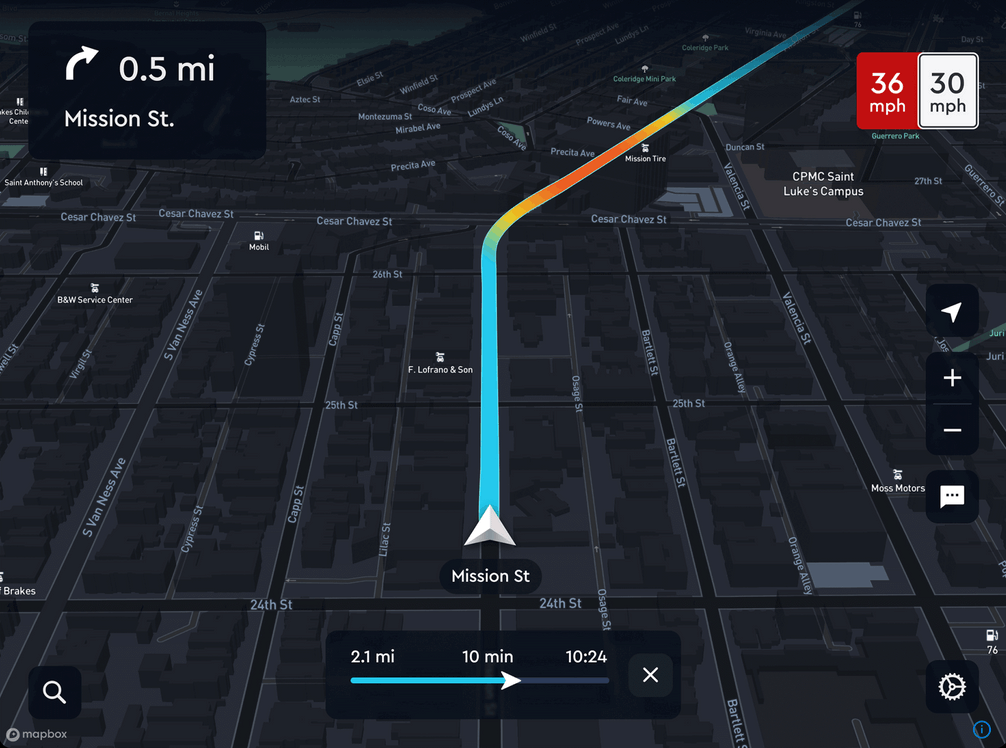 0.5 mi
Mission St.
36
mph
30
mph
76
Day St
Virginia Ave
Winfield St
Prospect Ave
Lundys Ln
Coleridge Park
Coleridge Mini Park
Elsie St
Winfield St
Prospect Ave
Lundys Ln
Coso Ave
Aztec St
Montezuma St
Mirabel Ave
Coso Ave
Fair Ave
Powers Ave
Precita Ave
Precita Ave
Mission Tire
Guerrero Park
Duncan St
Valencia St
CPMC Saint
Luke's Campus
27th St
Guerrero St
Center
Saint Anthony's School
Cesar Chavez St
Cesar Chavez St
Cesar Chavez St
Cesar Chavez St
Cesar Chavez St
Mobil
26th St
B&W Service Center
S Van Ness Ave
Cypress St
Capp St
Virgil St
F. Lofrano & Son
Osage St
Bartlett St
Orange Alley
Valencia St
Juri
Juri
25th St
25th St
S Van Ness Ave
Cypress St
Capp St
Lilac St
Bartlett St
Moss Motors
Orange Alley
Mission St
Brakes
24th St
24th St
Osage St
76
2.1 mi
10 min
10:24
Bartlett St
mapbox